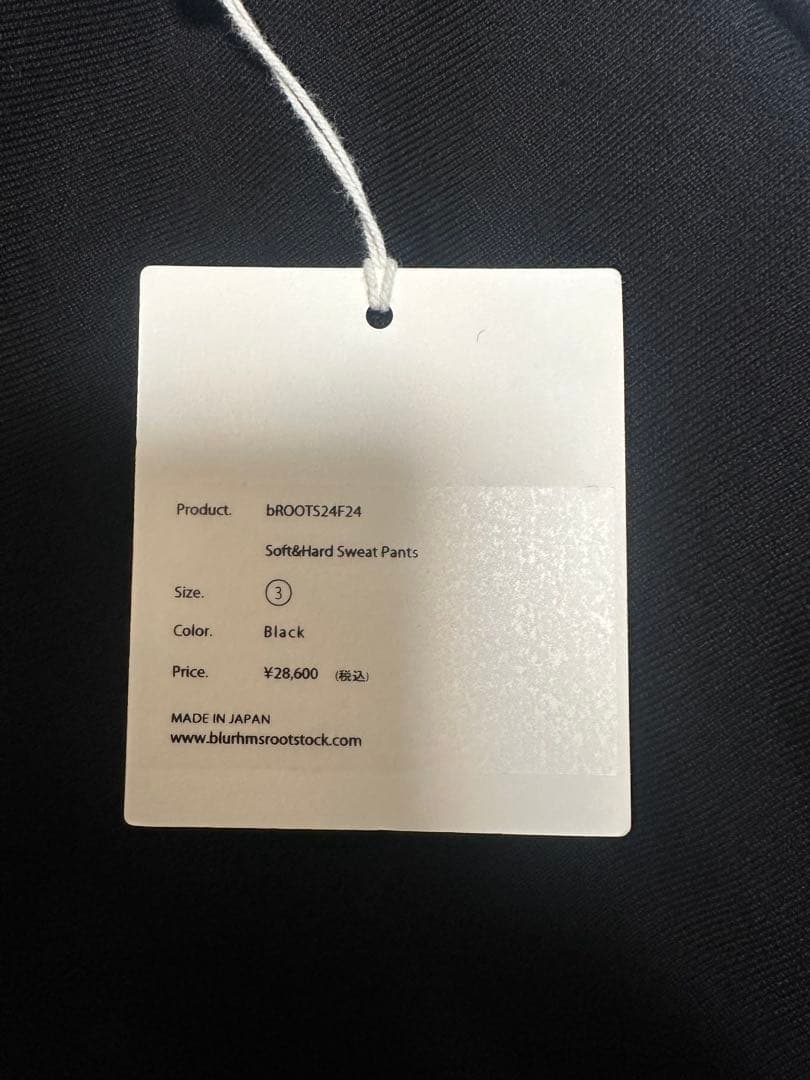 Product. bROOTS24F24
Soft&Hard Sweat Pants
Size. ③
Color. Black
Price. ¥28,600 (税込)
MADE IN JAPAN
www.blurhmsrootstock.com